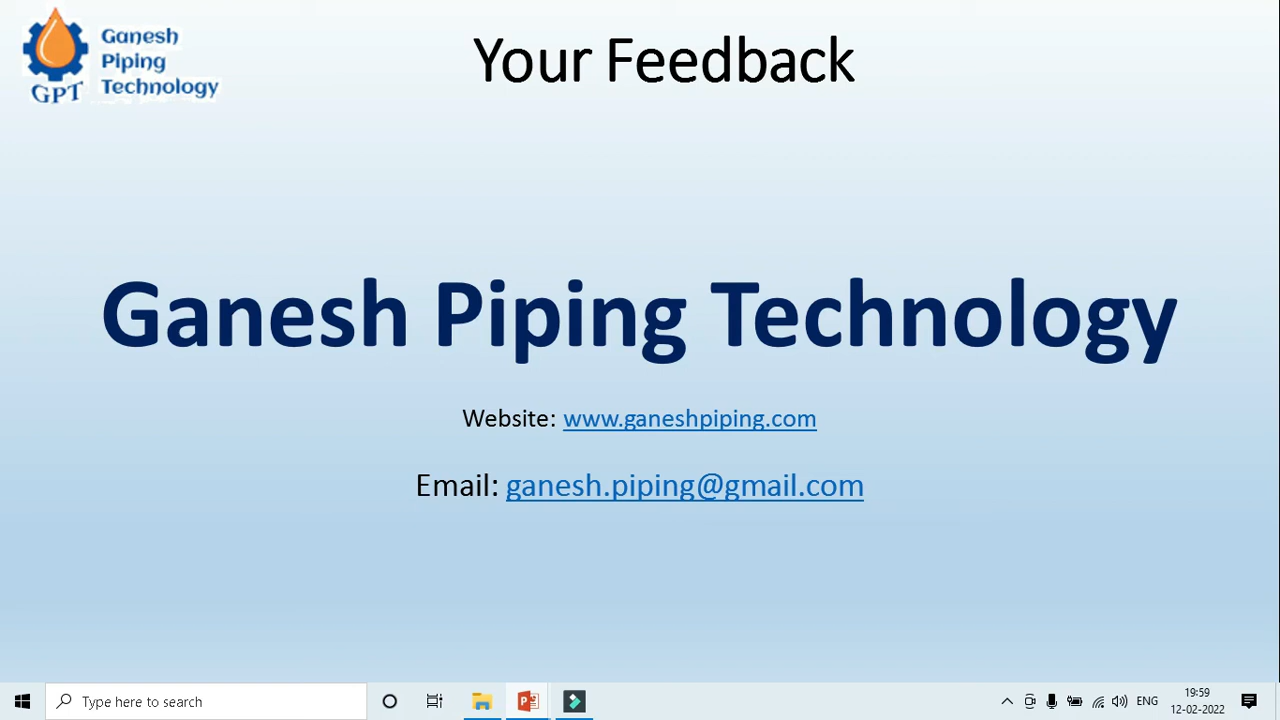 Ganesh
Piping
Technology
GPT
Your Feedback
Ganesh Piping Technology
Website: www.ganeshpiping.com
Email: ganesh.piping@gmail.com
Type here to search
ENG
19:59
12-02-2022